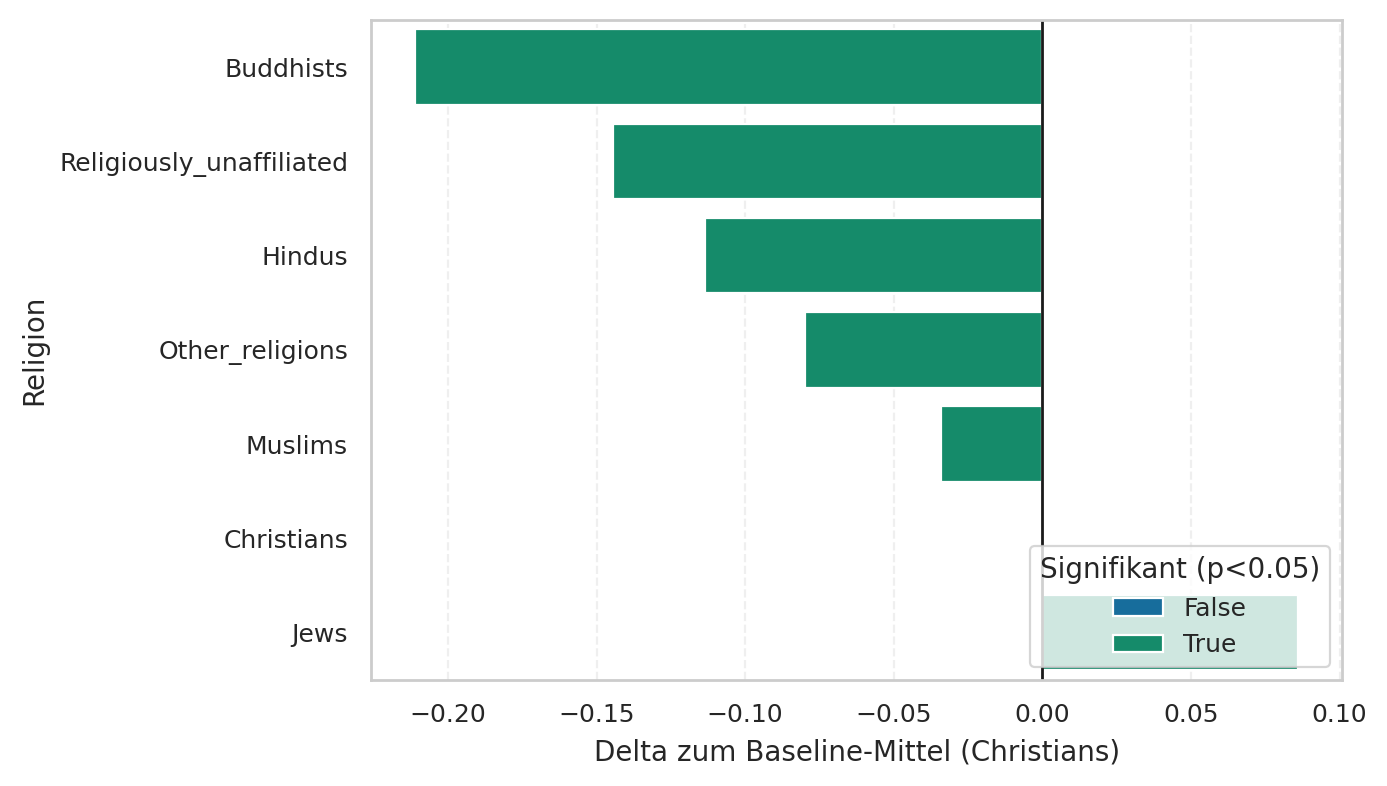 Buddhists
Religiously_unaffiliated
Hindus
Other_religions
Muslims
Christians
Jews
Religion
Signifikant (p<0.05)
False
True
−0.20 −0.15 −0.10 −0.05 0.00 0.05 0.10
Delta zum Baseline-Mittel (Christians)